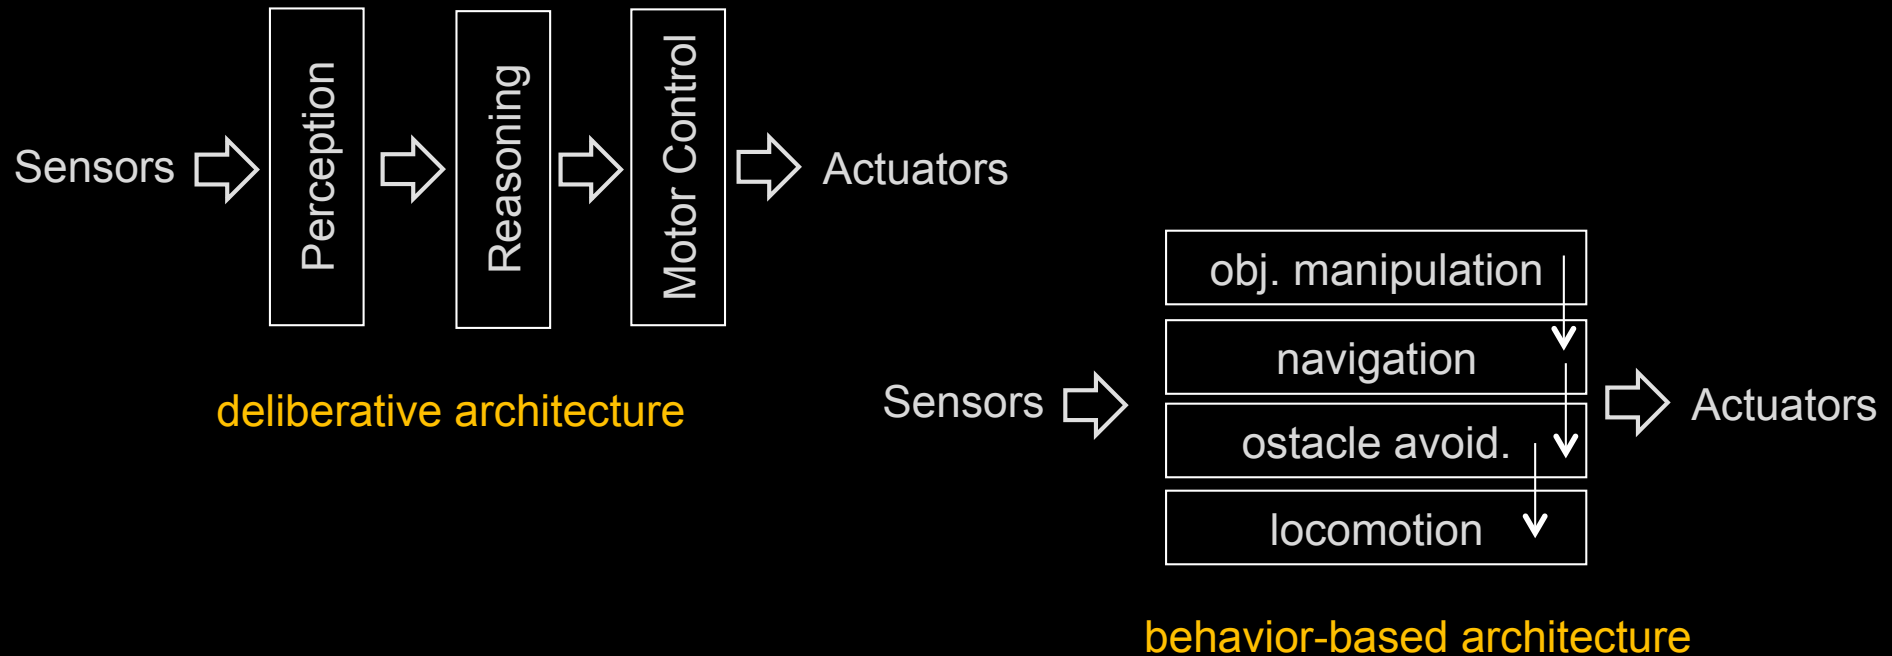 Sensors
Perception
Reasoning
Motor Control
Actuators
deliberative architecture
Sensors
obj. manipulation
navigation
ostacle avoid.
locomotion
Actuators
behavior-based architecture